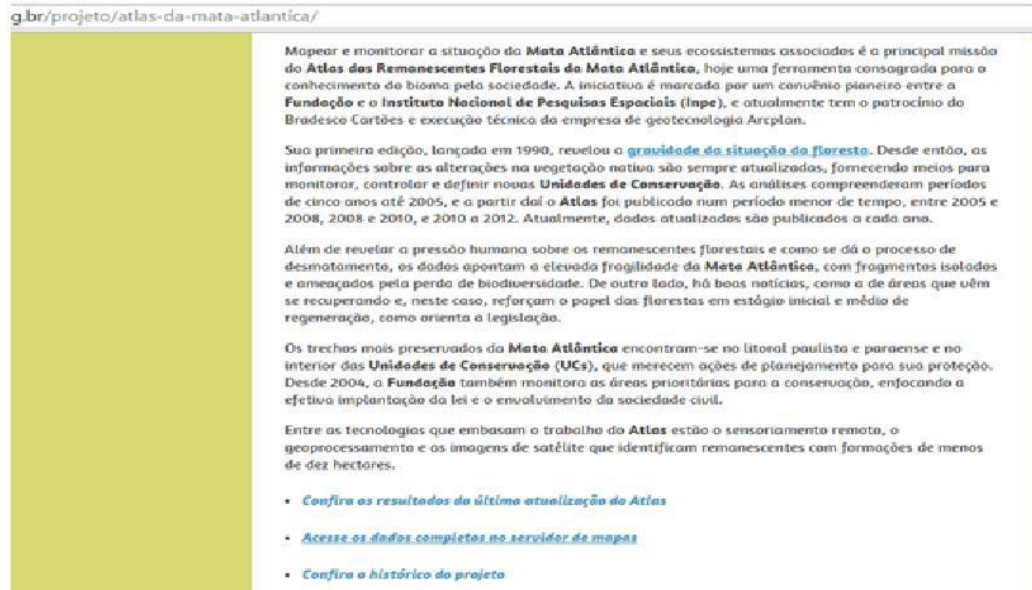 g.br/projeto/atlas-da-mata-atlantica/
Mapear e monitorar a situação da Mata Atlântica e seus ecossistemas associados é a principal missão
do Atlas dos Remanescentes Florestais da Mata Atlântica, hoje uma ferramenta consagrada para o
conhecimento do bioma pela sociedade. A iniciativa é marcada por um convênio pioneiro entre a
Fundação e o Instituto Nacional de Pesquisas Espaciais (Inpe), e atualmente tem o patrocínio do
Bradesco Cartões e execução técnica da empresa de geotecnologia Arcplan.
Sua primeira edição, lançada em 1990, revelou a gravidade da situação da floresta. Desde então, as
informações sobre as alterações na vegetação nativa são sempre atualizadas, fornecendo meios para
monitorar, controlar e definir novas Unidades de Conservação. As análises compreenderam períodos
de cinco anos até 2005, e a partir daí o Atlas foi publicado num período menor de tempo, entre 2005 e
2008, 2008 e 2010, e 2010 a 2012. Atualmente, dados atualizados são publicados a cada ano.
Além de revelar a pressão humana sobre os remanescentes florestais e como se dá o processo de
desmatamento, os dados apontam a elevada fragilidade da Mata Atlântica, com fragmentos isolados
e ameaçados pela perda de biodiversidade. De outro lado, há boas notícias, como a de áreas que vêm
se recuperando e, neste caso, reforçam o papel das florestas em estágio inicial e médio de
regeneração, como orienta a legislação.
Os trechos mais preservados da Mata Atlântica encontram-se no litoral paulista e paraense e no
interior das Unidades de Conservação (UCs), que merecem ações de planejamento para sua proteção.
Desde 2004, a Fundação também monitora as áreas prioritárias para a conservação, enfocando a
efetiva implantação da lei e o envolvimento da sociedade civil.
Entre as tecnologias que embasam o trabalho do Atlas estão o sensoriamento remoto, o
geoprocessamento e as imagens de satélite que identificam remanescentes com formações de menos
de dez hectares.
• Confira os resultados da última atualização do Atlas
• Acesse os dados completos no servidor de mapas
• Confira o histórico do projeto